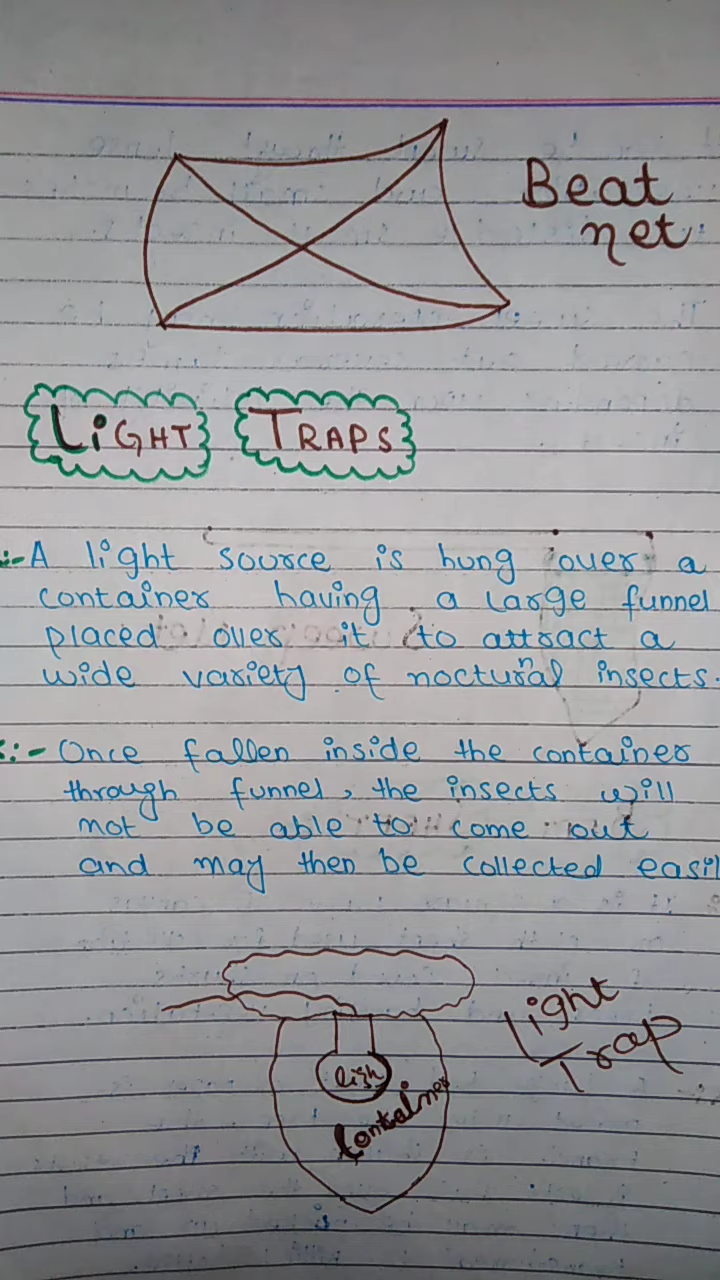 Beat
net
LiGHT TRAPS
:- A light source is hung over a
container having a large funnel
placed over it to attract a
wide variety of nocturnal insects.
:- Once fallen inside the container
through funnel, the insects will
not be able to come out
and may then be collected easil
Light
Trap
ligh
Container